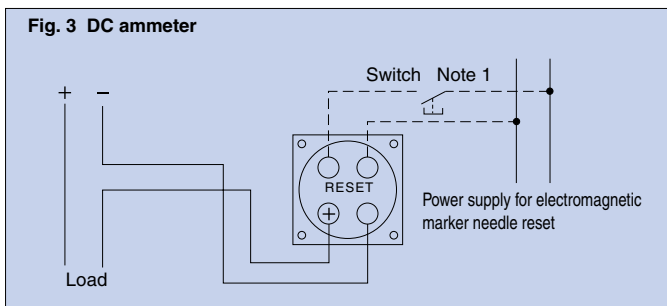 Fig. 3 DC ammeter
Switch Note 1
+ −
RESET
+
Power supply for electromagnetic
marker needle reset
Load